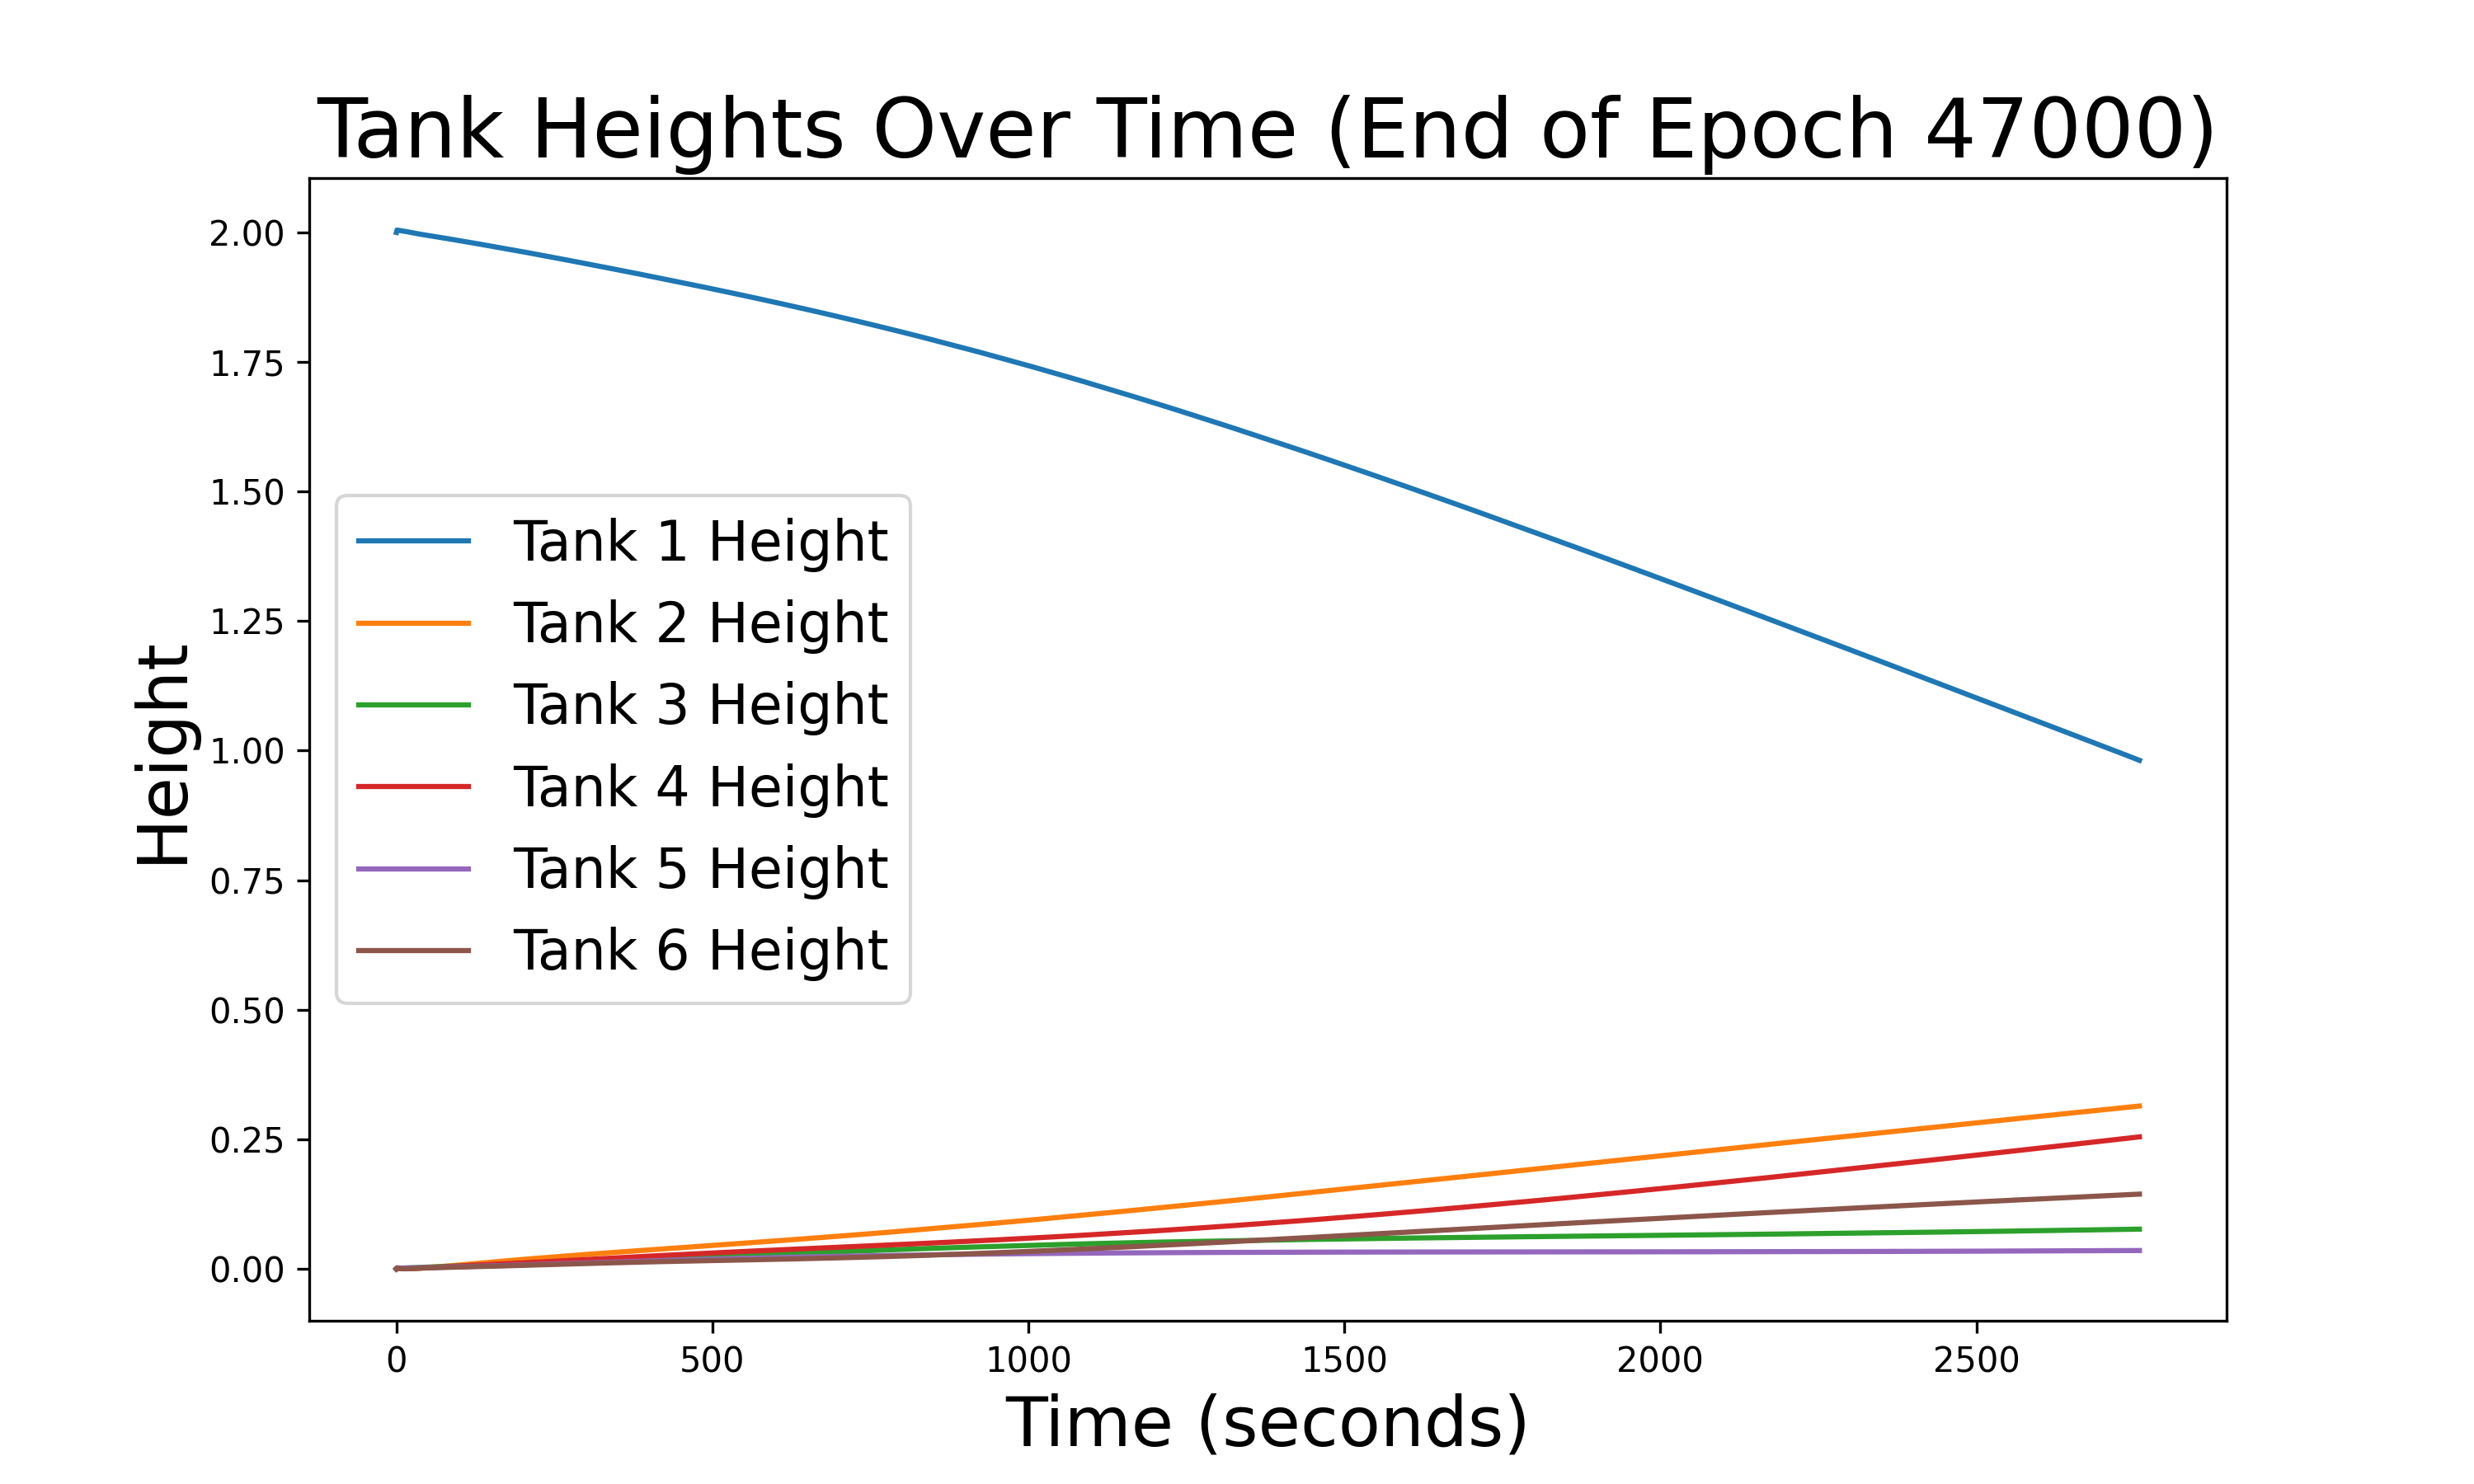 Tank Heights Over Time (End of Epoch 47000)
2.00
1.75
1.50
1.25
1.00
0.75
0.50
0.25
0.00
Height
Tank 1 Height
Tank 2 Height
Tank 3 Height
Tank 4 Height
Tank 5 Height
Tank 6 Height
0 500 1000 1500 2000 2500
Time (seconds)